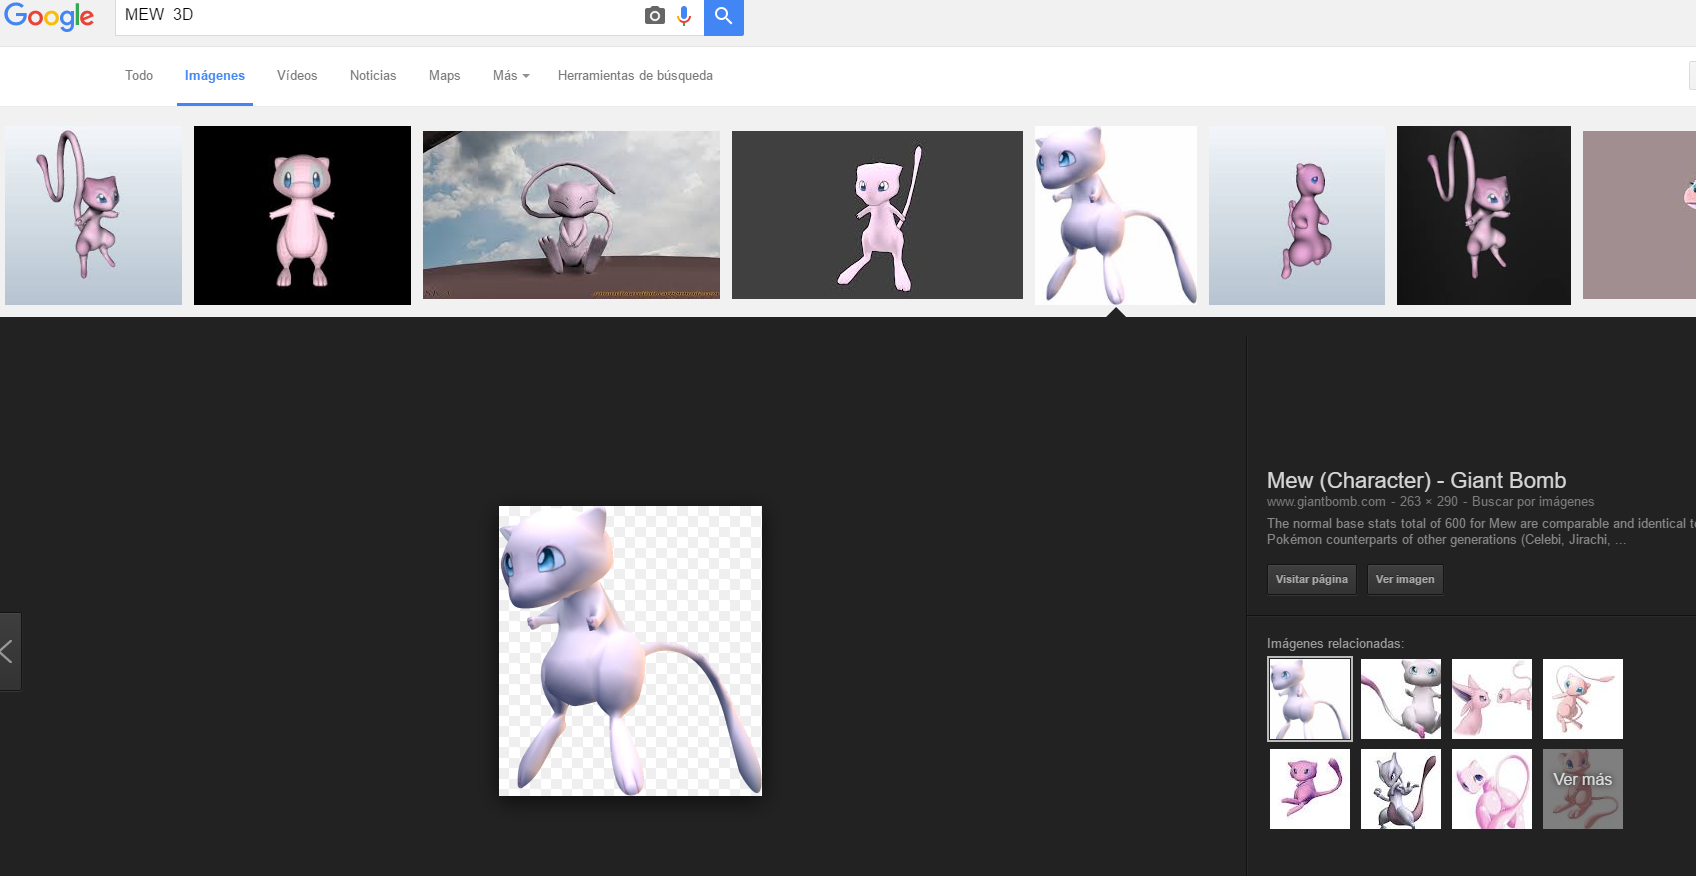 Google
MEW 3D
Todo
Imágenes
Vídeos
Noticias
Maps
Más
Herramientas de búsqueda
Mew (Character) - Giant Bomb
www.giantbomb.com - 263 × 290 - Buscar por imágenes
The normal base stats total of 600 for Mew are comparable and identical
Pokémon counterparts of other generations (Celebi, Jirachi, ...
Visitar página
Ver imagen
Imágenes relacionadas:
Ver más